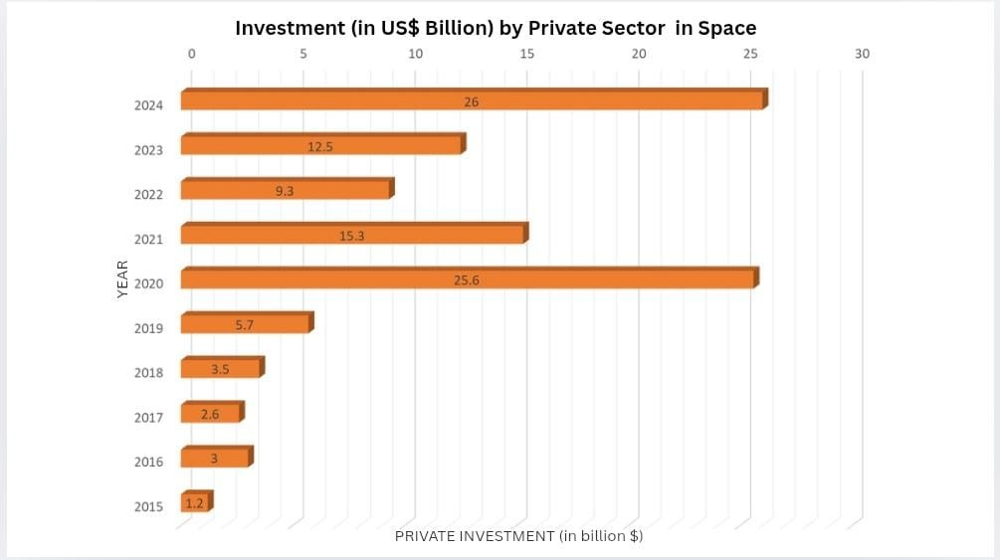 Investment (in US$ Billion) by Private Sector in Space
0 5 10 15 20 25 30
2024 26
2023 12.5
2022 9.3
2021 15.3
YEAR
2020 25.6
2019 5.7
2018 3.5
2017 2.6
2016 3
2015 1.2
PRIVATE INVESTMENT (in billion $)